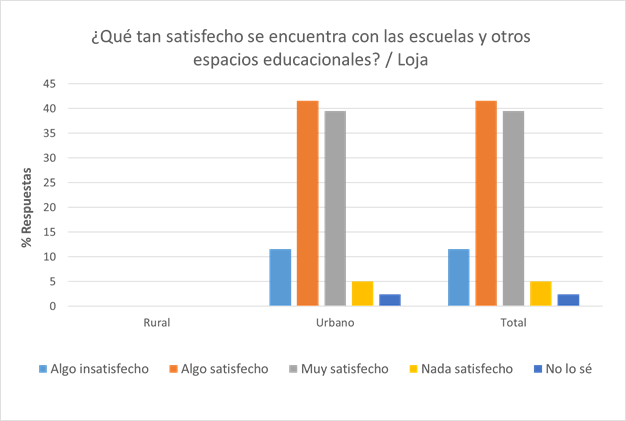 ¿Qué tan satisfecho se encuentra con las escuelas y otros
espacios educacionales? / Loja
% Respuestas
45
40
35
30
25
20
15
10
5
0
Rural Urbano Total
Algo insatisfecho Algo satisfecho Muy satisfecho Nada satisfecho No lo sé